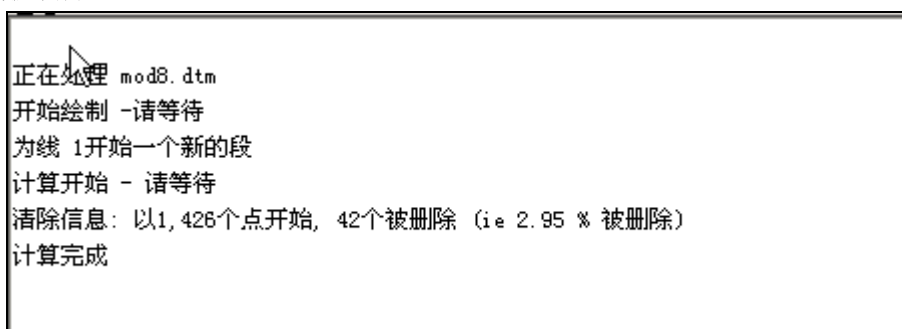 正在处理 mod8.dtm
开始绘制 -请等待
为线 1开始一个新的段
计算开始 - 请等待
清除信息: 以1,426个点开始, 42个被删除 (ie 2.95 % 被删除)
计算完成